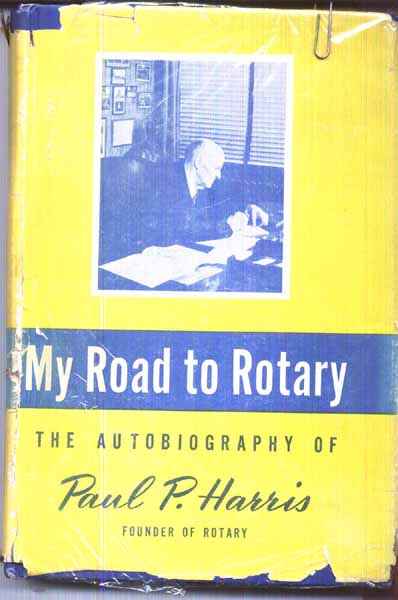 My Road to Rotary
THE AUTOBIOGRAPHY OF
Paul P. Harris
FOUNDER OF ROTARY